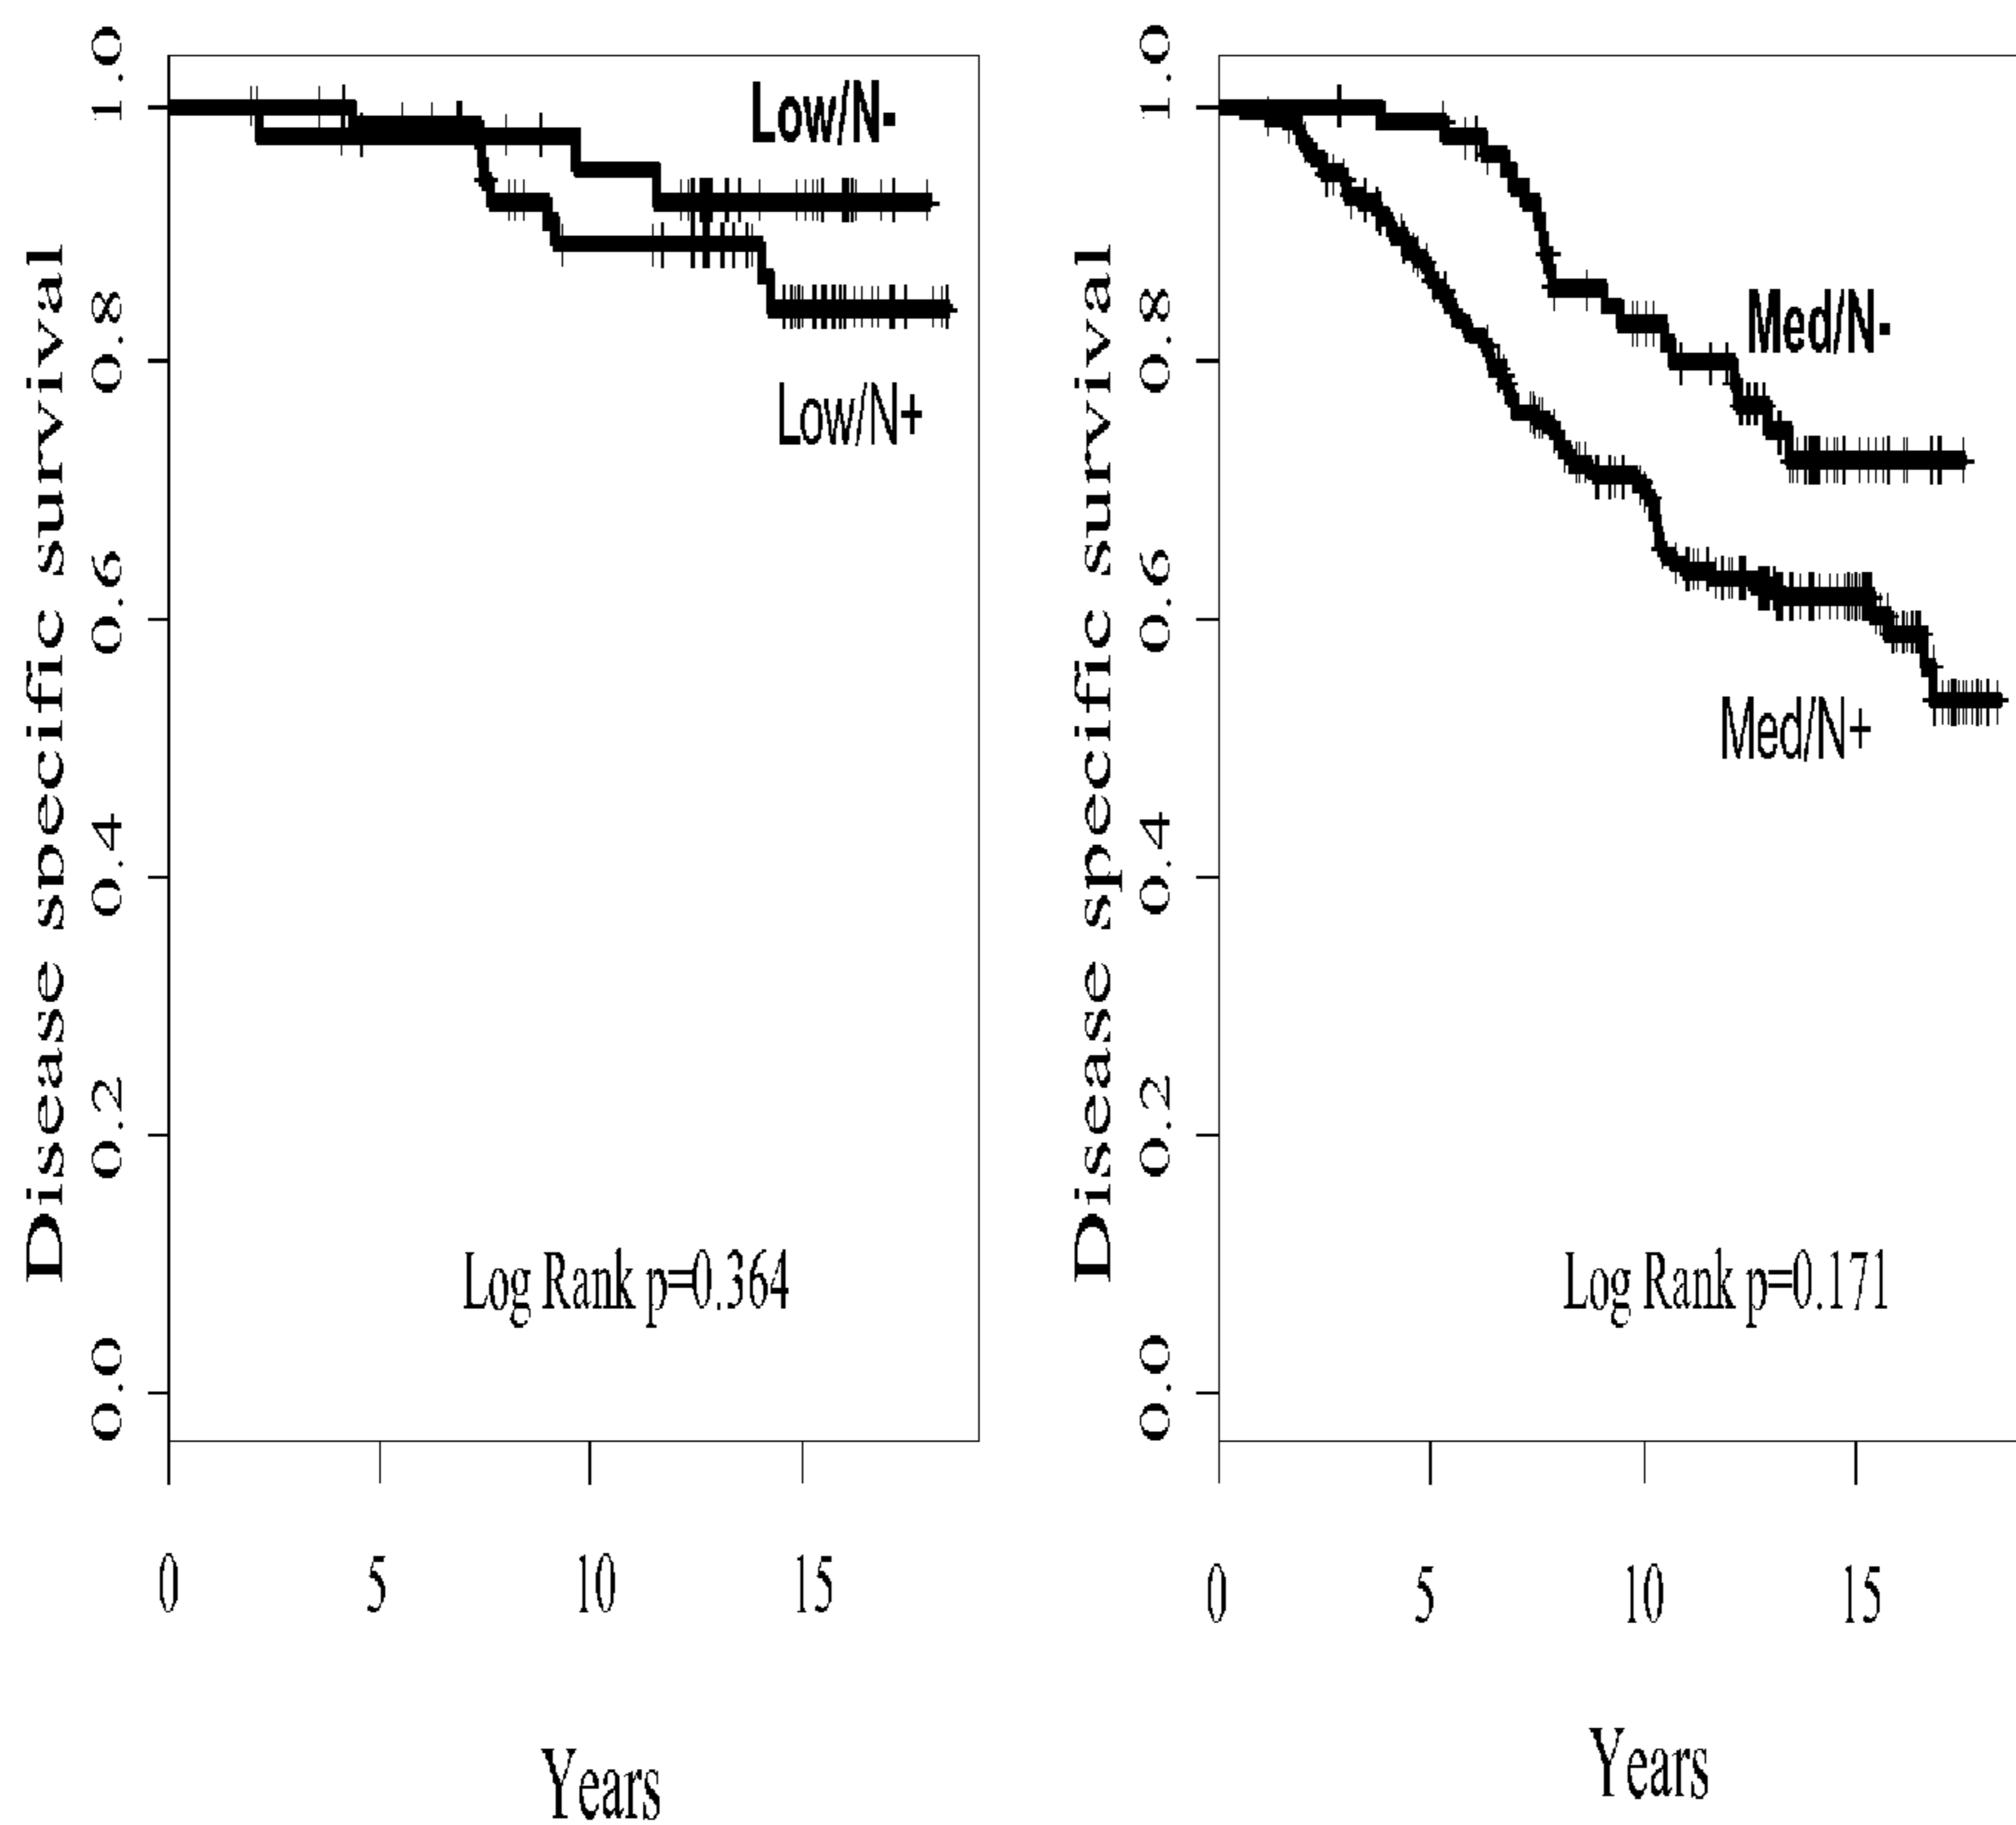 Disease specific survival
1.0
0.8
0.6
0.4
0.2
0.0
Low/N-
Low/N+
Log Rank p=0.364
0 5 10 15
Years
Disease specific survival
1.0
0.8
0.6
0.4
0.2
0.0
Med/N-
Med/N+
Log Rank p=0.171
0 5 10 15
Years